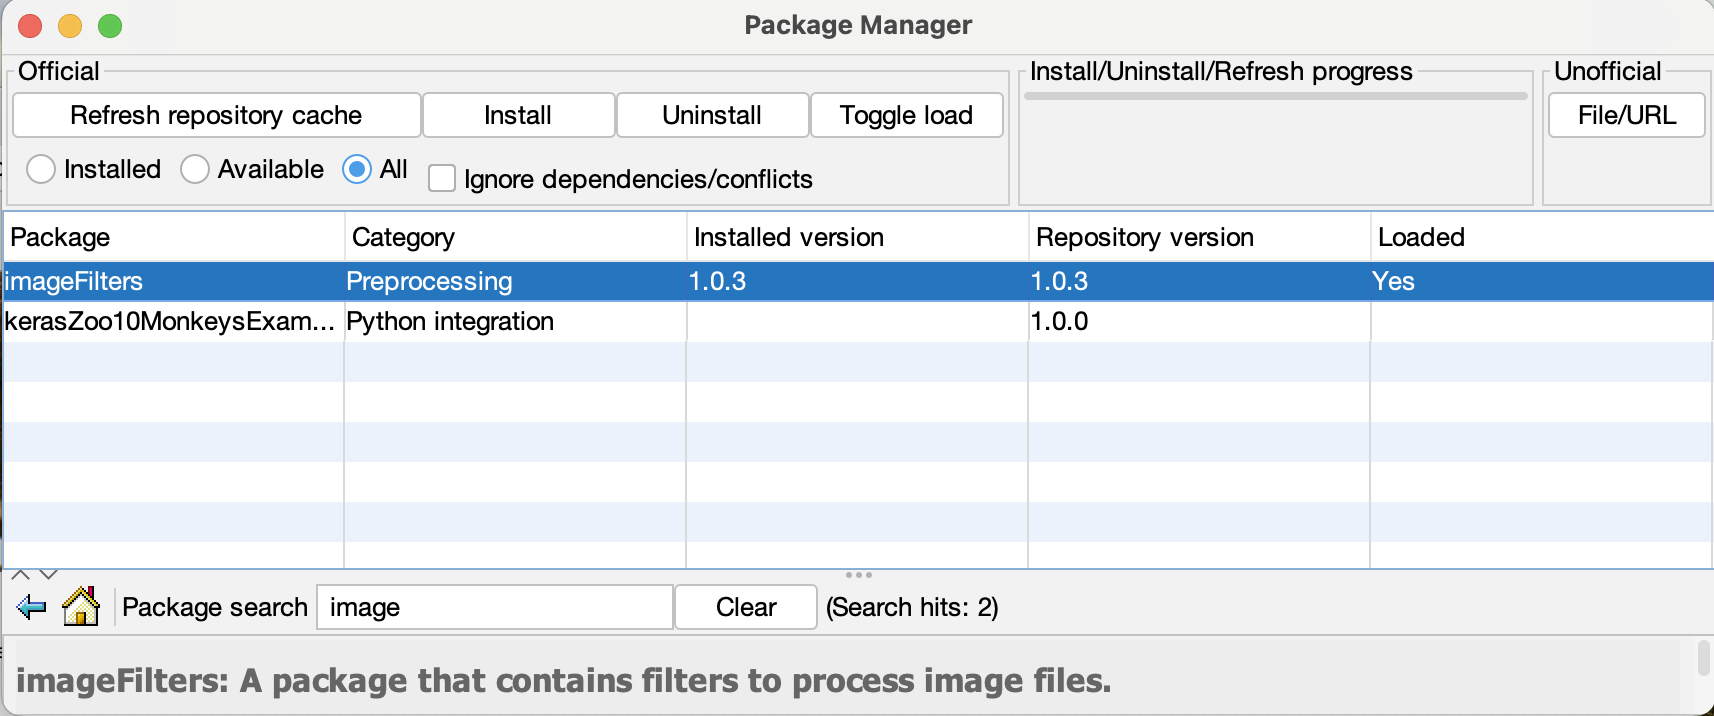 Package Manager
Official
Install/Uninstall/Refresh progress
Unofficial
Refresh repository cache
Install
Uninstall
Toggle load
File/URL
Installed
Available
All
Ignore dependencies/conflicts
Package
Category
Installed version
Repository version
Loaded
imageFilters
Preprocessing
1.0.3
1.0.3
Yes
kerasZoo10MonkeysExam...
Python integration
1.0.0
Package search
image
Clear
(Search hits: 2)
imageFilters: A package that contains filters to process image files.